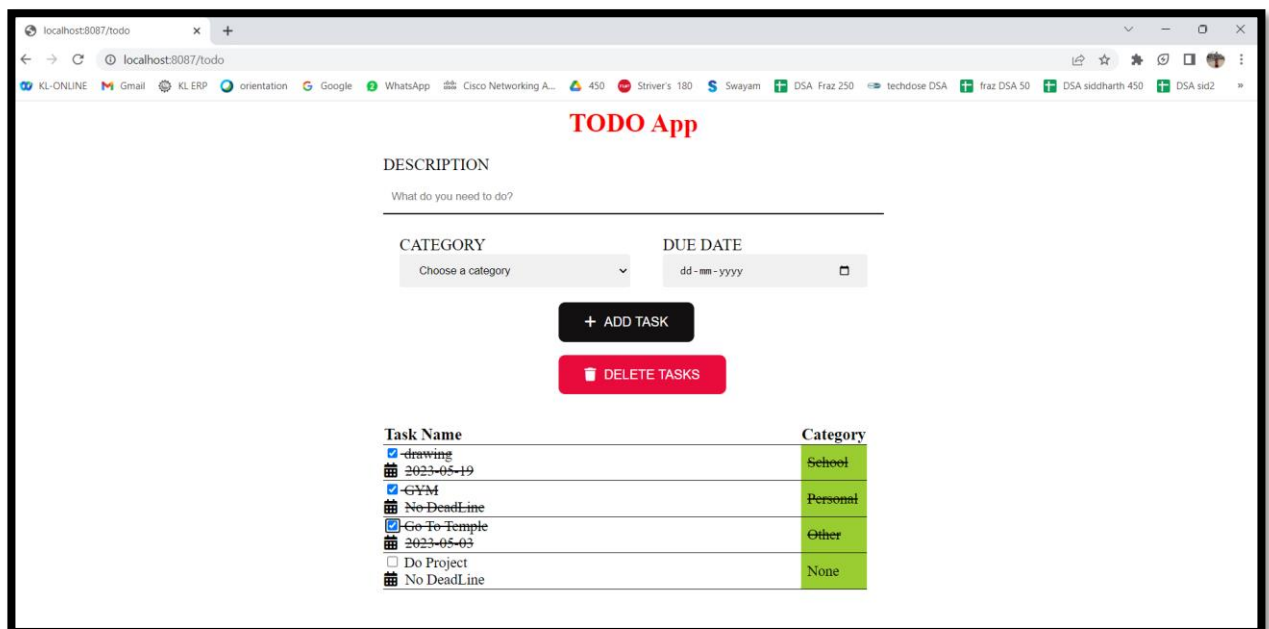 localhost:8087/todo
localhost:8087/todo
KL-ONLINE Gmail KL ERP orientation Google WhatsApp Cisco Networking A... 450 Striver's 180 Swayam DSA Fraz 250 techdose DSA fraz DSA 50 DSA siddharth 450 DSA sid2 »
TODO App
DESCRIPTION
What do you need to do?
CATEGORY DUE DATE
Choose a category dd-mm-yyyy
+ ADD TASK
DELETE TASKS
Task Name Category
drawing
School
2023-05-19
GYM
Personal
No DeadLine
Go To Temple
Other
2023-05-03
Do Project
None
No DeadLine